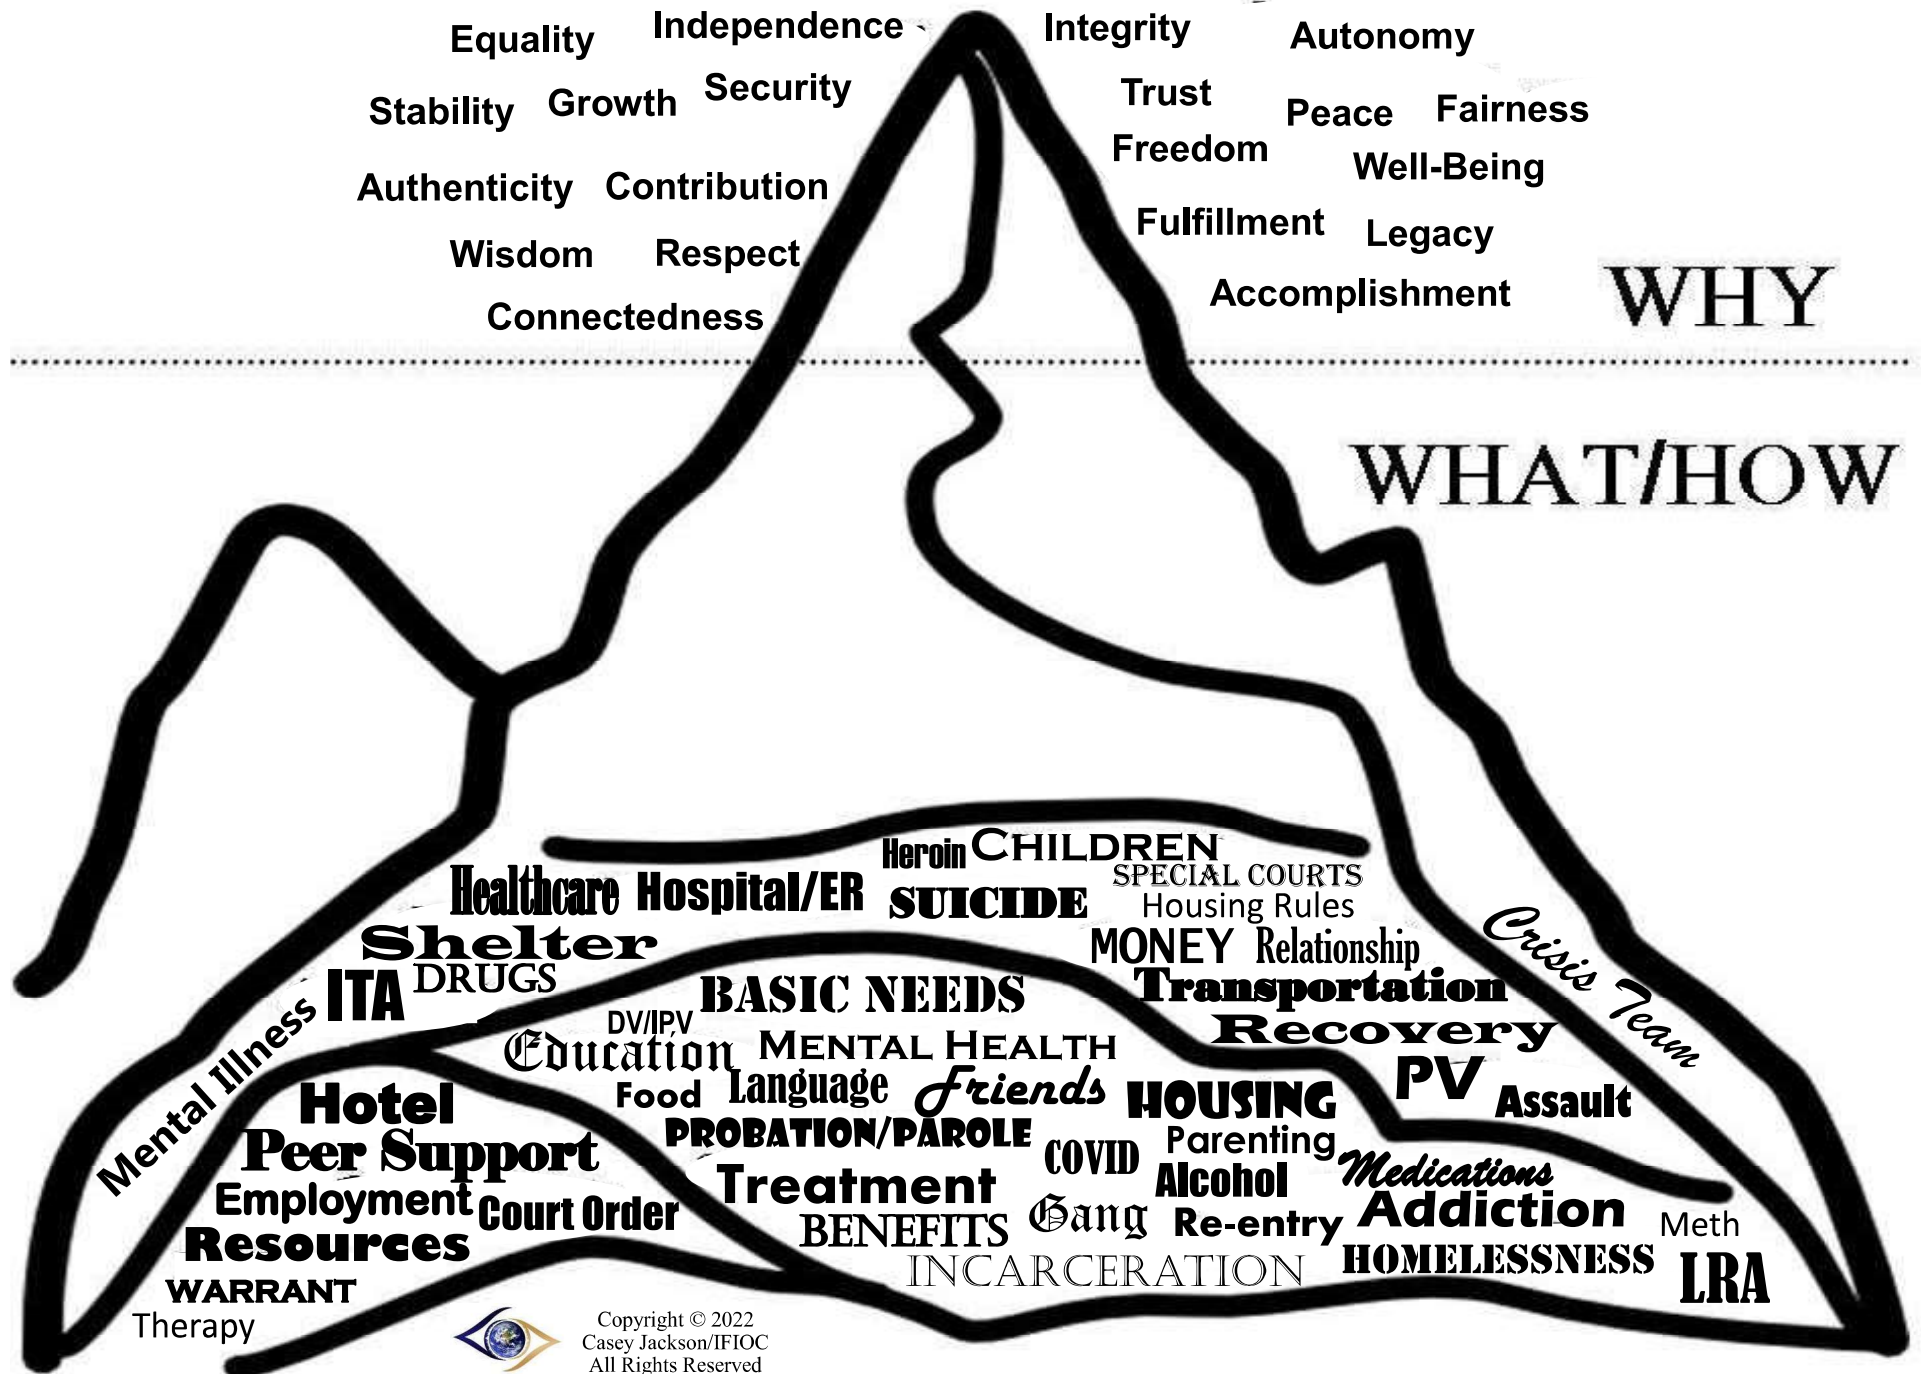 Equality
Independence
Integrity
Autonomy
Stability
Growth
Security
Trust
Peace
Fairness
Freedom
Well-Being
Authenticity
Contribution
Fulfillment
Legacy
Wisdom
Respect
Accomplishment
Connectedness
WHY
WHAT/HOW
Heroin
CHILDREN
Healthcare
Hospital/ER
SUICIDE
SPECIAL COURTS
Housing Rules
Shelter
MONEY
Relationship
Crisis Team
ITA
DRUGS
Transportation
BASIC NEEDS
Recovery
Mental Illness
DV/IPV
Education
MENTAL HEALTH
PV
Assault
Hotel
Food
Language
Friends
HOUSING
Peer Support
PROBATION/PAROLE
COVID
Parenting
Employment
Court Order
Treatment
Alcohol
Medications
Addiction
Resources
BENEFITS
Gang
Re-entry
Meth
WARRANT
INCARCERATION
HOMELESSNESS
LRA
Therapy
Copyright © 2022
Casey Jackson/IFIOC
All Rights Reserved